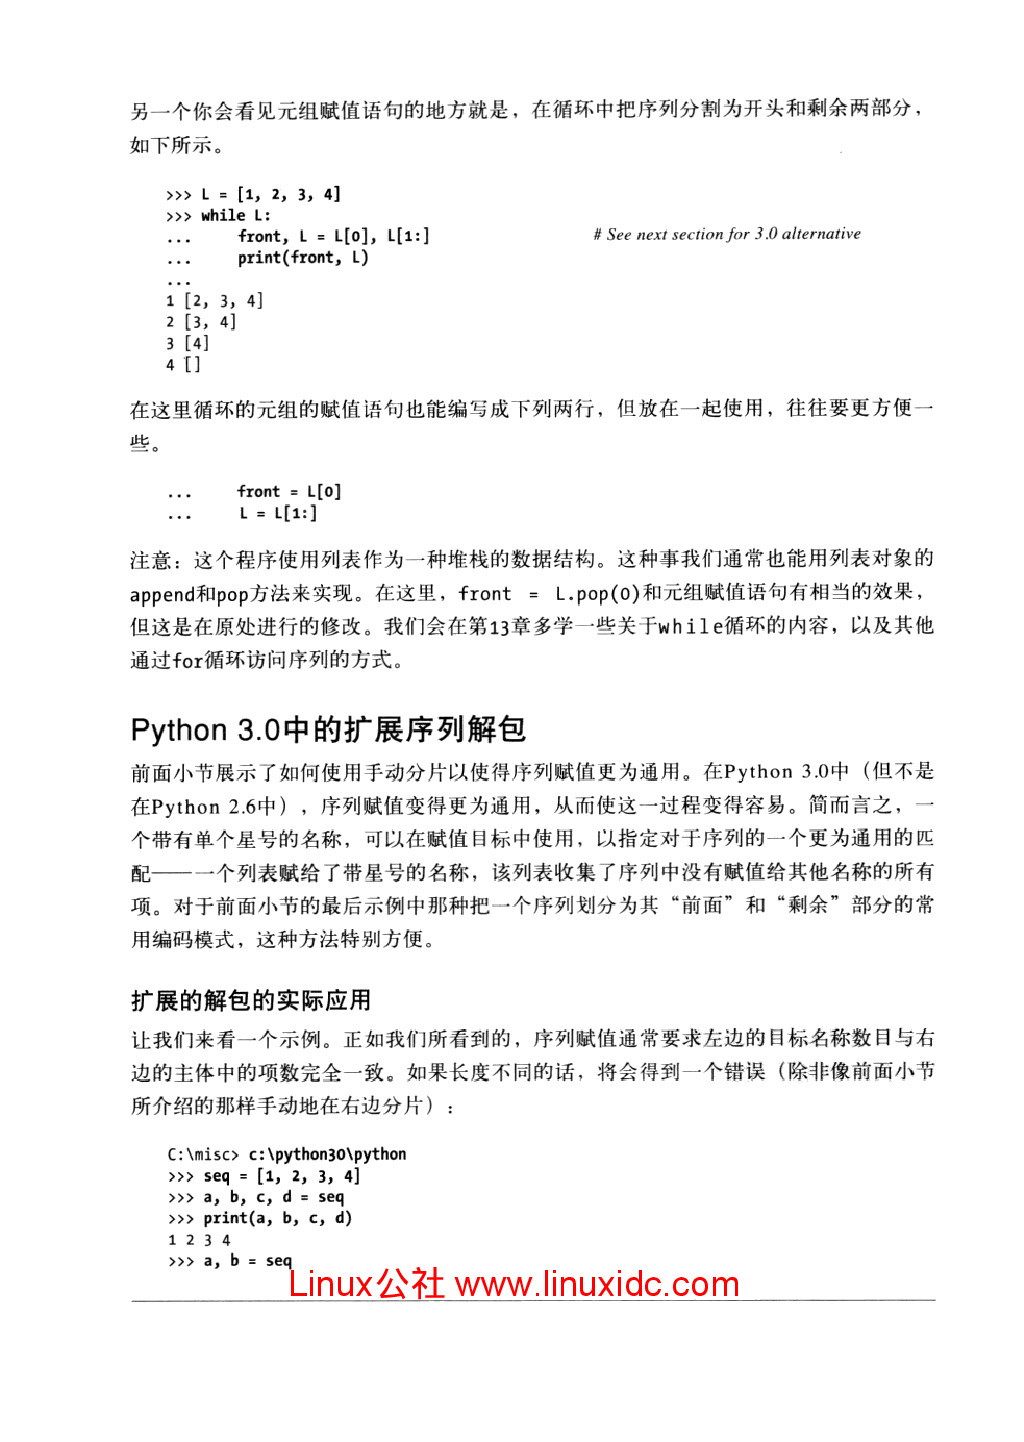 另一个你会看见元组赋值语句的地方就是，在循环中把序列分割为开头和剩余两部分，
如下所示。
>>> L = [1, 2, 3, 4]
>>> while L:
...     front, L = L[0], L[1:]     # See next section for 3.0 alternative
...     print(front, L)
...
1 [2, 3, 4]
2 [3, 4]
3 [4]
4 []
在这里循环的元组的赋值语句也能编写成下列两行，但放在一起使用，往往要更方便一
些。
...     front = L[0]
...     L = L[1:]
注意：这个程序使用列表作为一种堆栈的数据结构。这种事我们通常也能用列表对象的
append和pop方法来实现。在这里，front = L.pop(0)和元组赋值语句有相当的效果，
但这是在原处进行的修改。我们会在第13章多学一些关于while循环的内容，以及其他
通过for循环访问序列的方式。
Python 3.0中的扩展序列解包
前面小节展示了如何使用手动分片以使得序列赋值更为通用。在Python 3.0中（但不是
在Python 2.6中），序列赋值变得更为通用，从而使这一过程变得容易。简而言之，一
个带有单个星号的名称，可以在赋值目标中使用，以指定对于序列的一个更为通用的匹
配——一个列表赋给了带星号的名称，该列表收集了序列中没有赋值给其他名称的所有
项。对于前面小节的最后示例中那种把一个序列划分为其“前面”和“剩余”部分的常
用编码模式，这种方法特别方便。
扩展的解包的实际应用
让我们来看一个示例。正如我们所看到的，序列赋值通常要求左边的目标名称数目与右
边的主体中的项数完全一致。如果长度不同的话，将会得到一个错误（除非像前面小节
所介绍的那样手动地在右边分片）：
C:\misc> c:\python30\python
>>> seq = [1, 2, 3, 4]
>>> a, b, c, d = seq
>>> print(a, b, c, d)
1 2 3 4
>>> a, b = seq
Linux公社 www.linuxidc.com